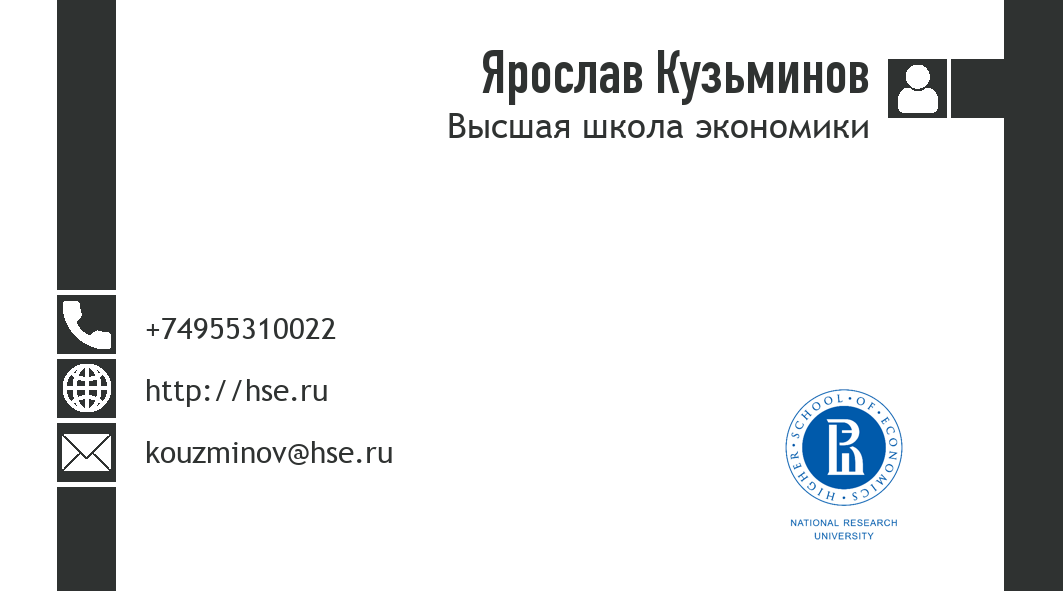 Ярослав Кузьминов
Высшая школа экономики
+74955310022
http://hse.ru
kouzminov@hse.ru
HIGHER · SCHOOL · OF · ECONOMICS ·
NATIONAL RESEARCH
UNIVERSITY